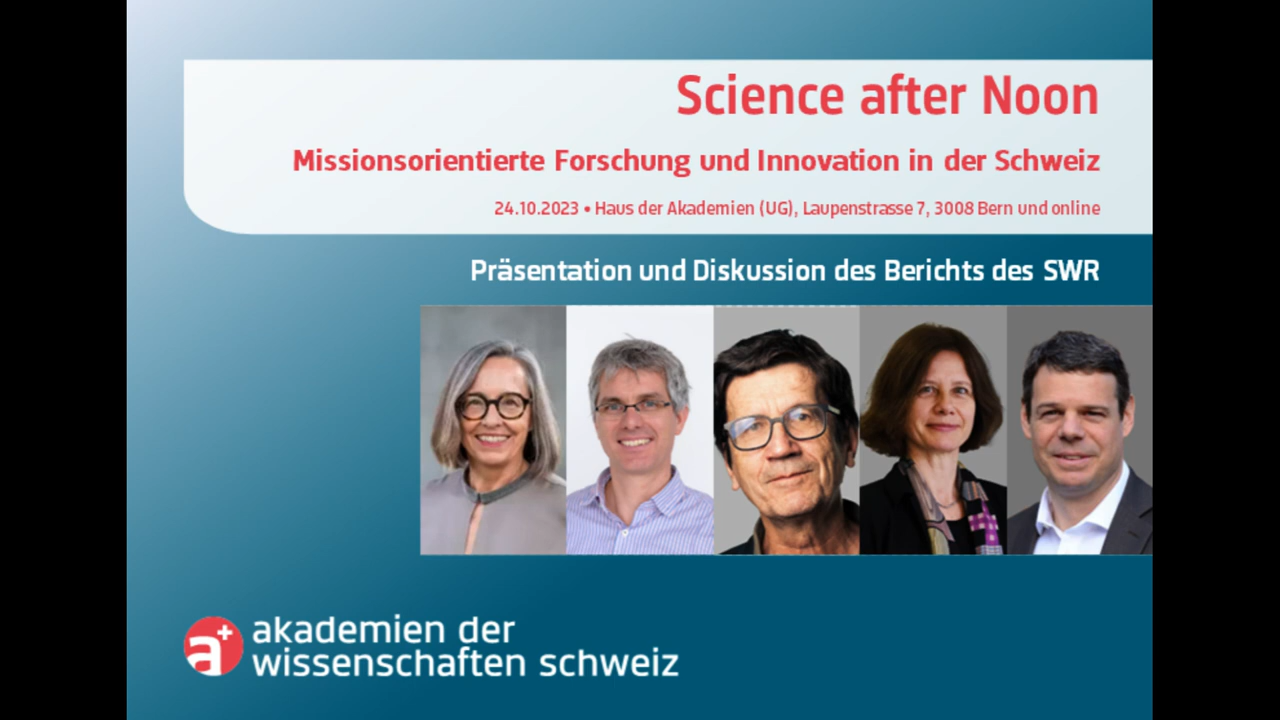 Science after Noon
Missionsorientierte Forschung und Innovation in der Schweiz
24.10.2023 • Haus der Akademien (UG), Laupenstrasse 7, 3008 Bern und online
Präsentation und Diskussion des Berichts des SWR
a+
akademien der
wissenschaften schweiz